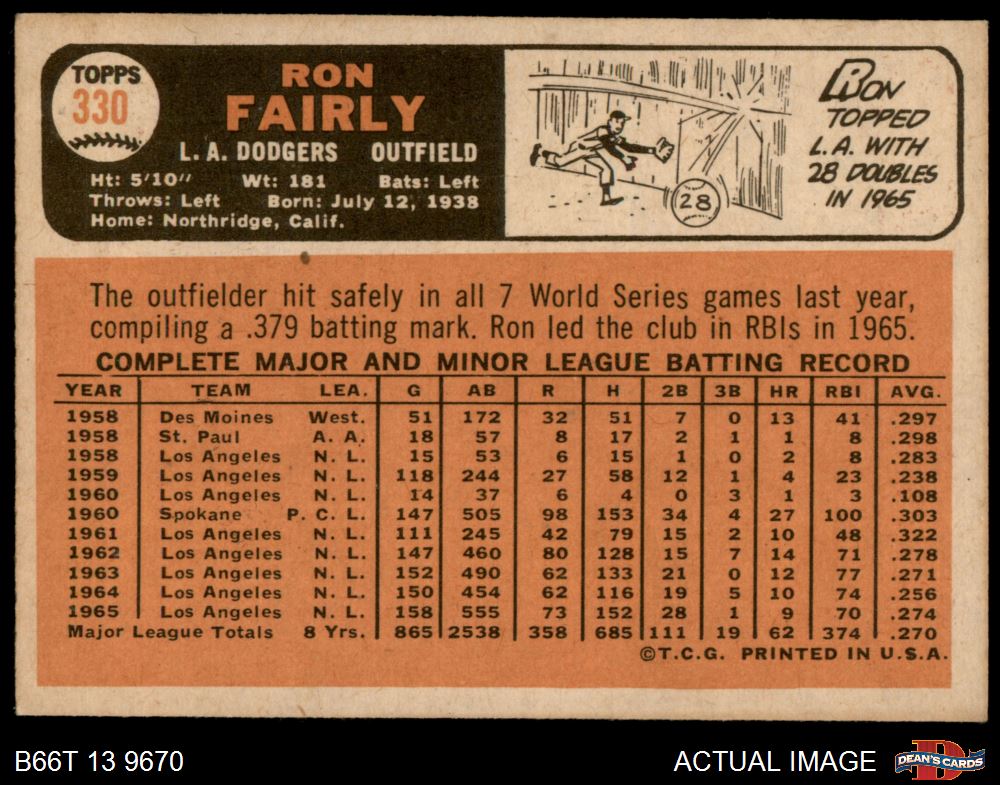 TOPPS
330
RON
FAIRLY
L. A. DODGERS OUTFIELD
Ht: 5'10" Wt: 181 Bats: Left
Throws: Left Born: July 12, 1938
Home: Northridge, Calif.
28
RON
TOPPED
L.A. WITH
28 DOUBLES
IN 1965
The outfielder hit safely in all 7 World Series games last year,
compiling a .379 batting mark. Ron led the club in RBIs in 1965.
COMPLETE MAJOR AND MINOR LEAGUE BATTING RECORD
YEAR TEAM LEA. G AB R H 2B 3B HR RBI AVG.
1958 Des Moines West. 51 172 32 51 7 0 13 41 .297
1958 St. Paul A. A. 18 57 8 17 2 1 1 8 .298
1958 Los Angeles N. L. 15 53 6 15 1 0 2 8 .283
1959 Los Angeles N. L. 118 244 27 58 12 1 4 23 .238
1960 Los Angeles N. L. 14 37 6 4 0 3 1 3 .108
1960 Spokane P. C. L. 147 505 98 153 34 4 27 100 .303
1961 Los Angeles N. L. 111 245 42 79 15 2 10 48 .322
1962 Los Angeles N. L. 147 460 80 128 15 7 14 71 .278
1963 Los Angeles N. L. 152 490 62 133 21 0 12 77 .271
1964 Los Angeles N. L. 150 454 62 116 19 5 10 74 .256
1965 Los Angeles N. L. 158 555 73 152 28 1 9 70 .274
Major League Totals 8 Yrs. 865 2538 358 685 111 19 62 374 .270
©T.C.G. PRINTED IN U.S.A.
B66T 13 9670
ACTUAL IMAGE
DEAN'S CARDS